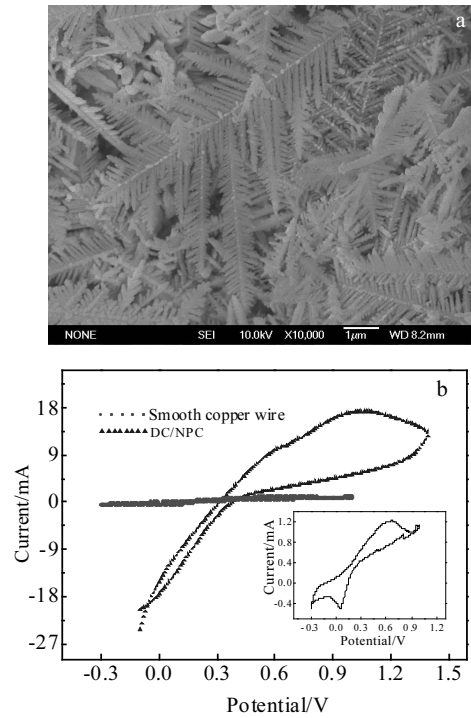 a
NONE SEI 10.0kV X10,000 1μm WD 8.2mm
b
18
9
0
-9
-18
-27
Current/mA
Smooth copper wire
DC/NPC
1.2
0.8
0.4
0.0
-0.4
Current/mA
-0.3 0.0 0.3 0.6 0.9 1.2
Potential/V
-0.3 0.0 0.3 0.6 0.9 1.2 1.5
Potential/V